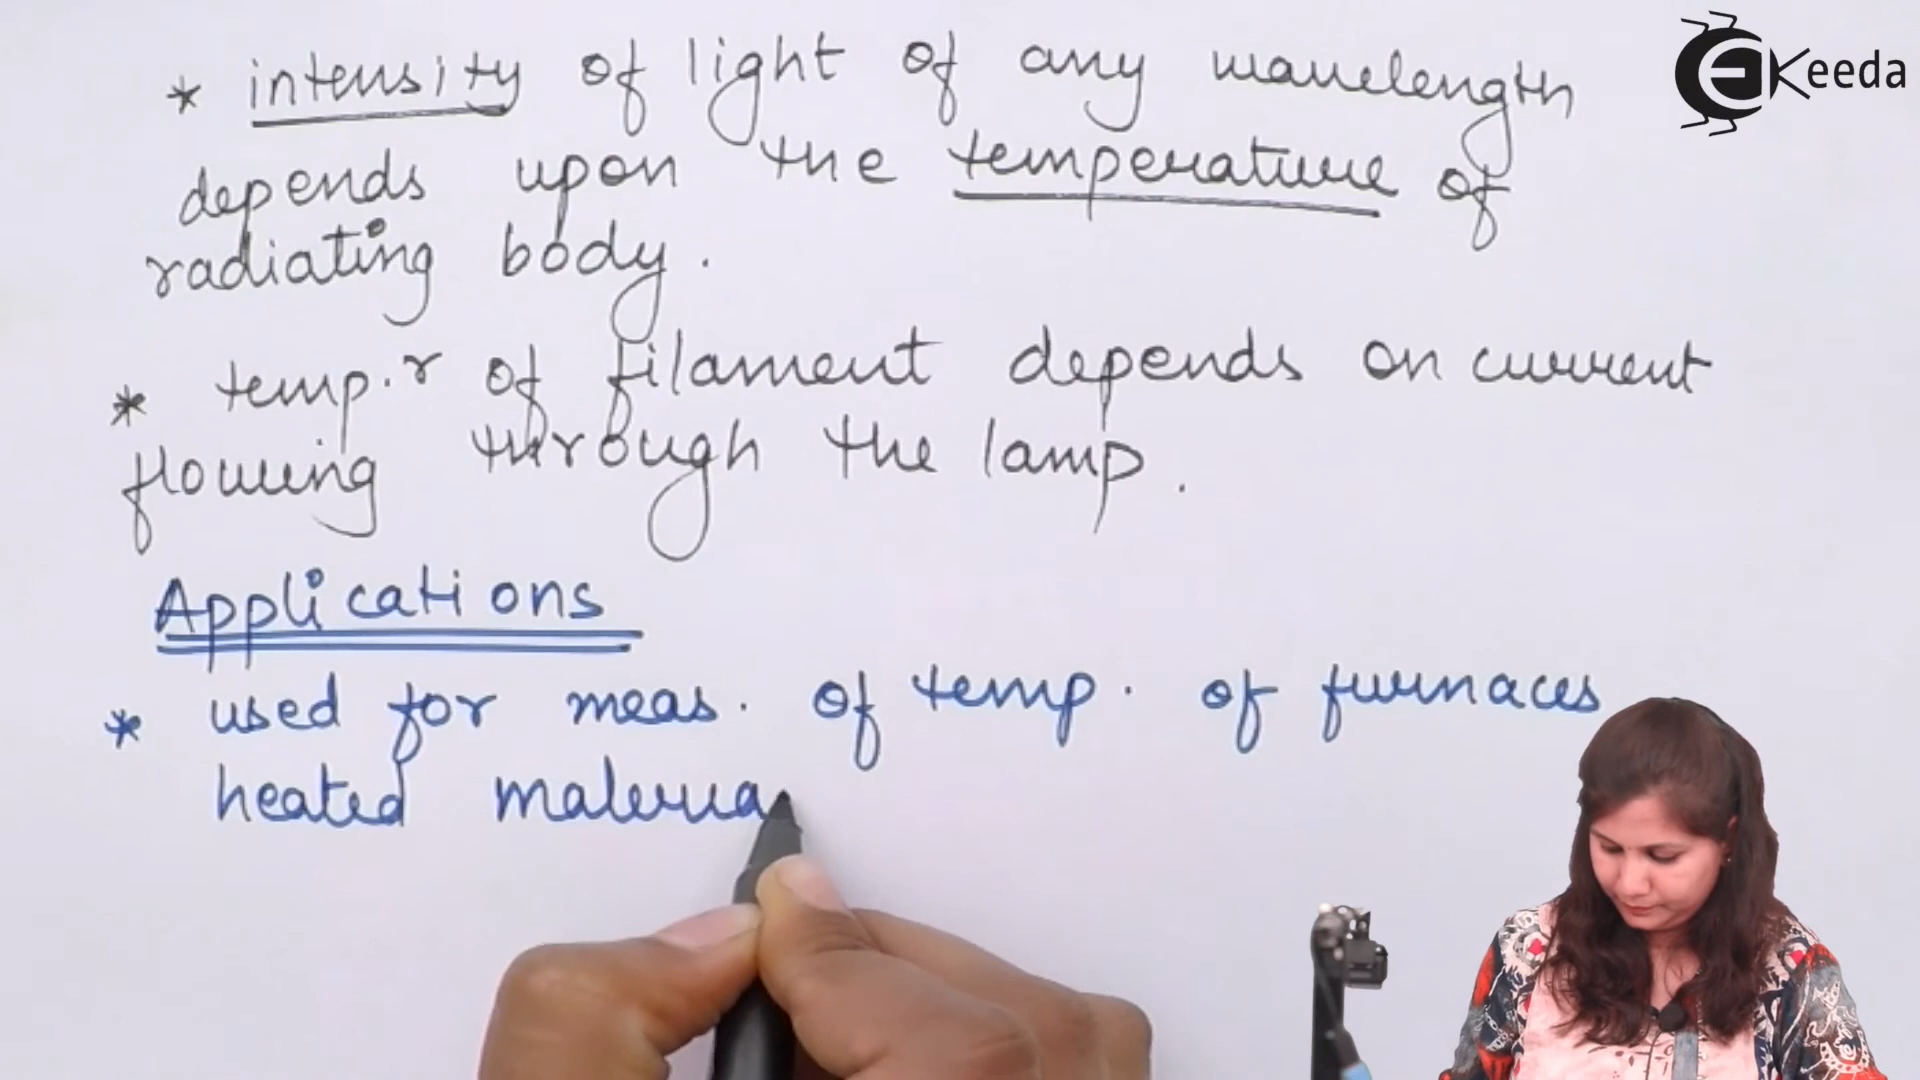 * intensity of light of any wavelength
depends upon the temperature of
radiating body.
* temp.r of filament depends on current
flowing through the lamp.
Applications
* used for meas. of temp. of furnaces
heated materia
EKeeda